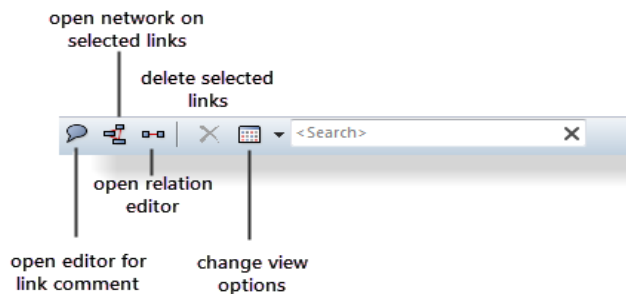 open network on
selected links
delete selected
links
<Search>
open relation
editor
open editor for
link comment
change view
options